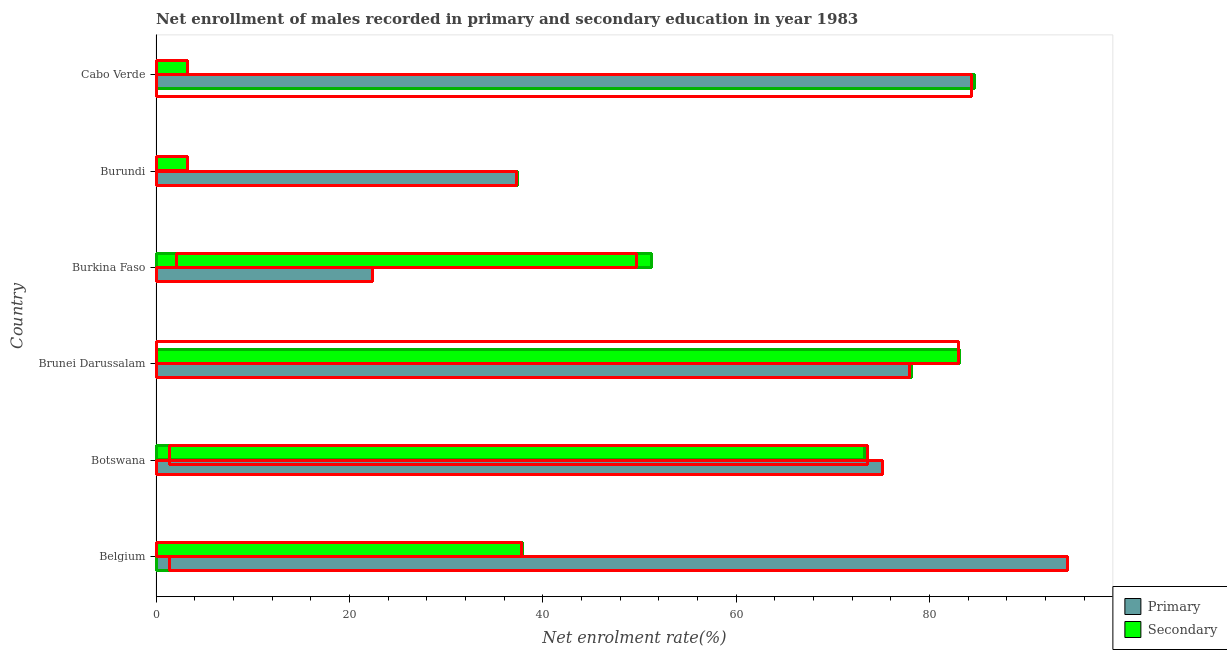 Net enrollment of males recorded in primary and secondary education in year 1983
Cabo Verde
Burundi
Burkina Faso
Brunei Darussalam
Botswana
Belgium
Country
0
20
40
60
80
Net enrolment rate(%)
Primary
Secondary